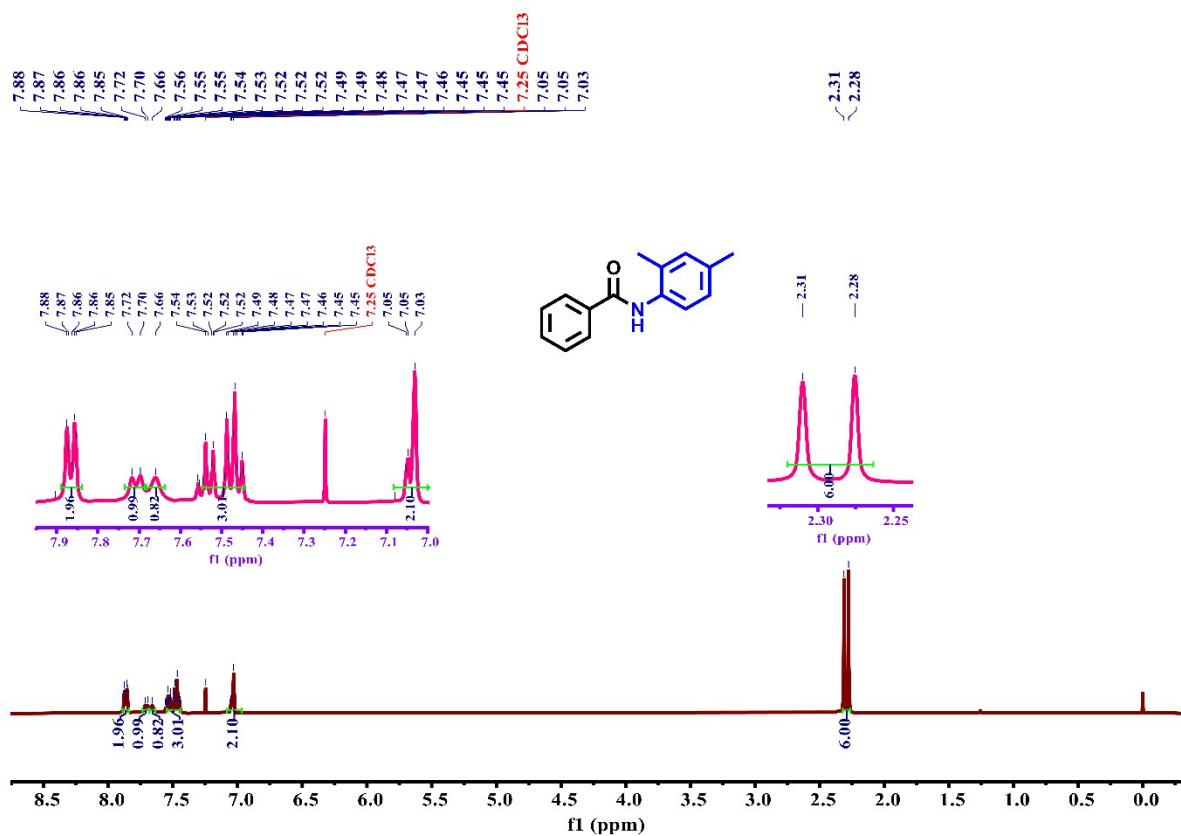 7.88 7.87 7.86 7.86 7.85 7.72 7.70 7.66 7.56 7.55 7.55 7.54 7.53 7.52 7.52 7.52 7.49 7.49 7.48 7.47 7.47 7.46 7.45 7.45 7.45 7.25 CDCl3 7.05 7.05 7.03
2.31 2.28
7.88 7.87 7.86 7.86 7.85 7.72 7.70 7.66 7.54 7.53 7.52 7.52 7.52 7.49 7.48 7.47 7.47 7.46 7.45 7.45 7.25 CDCl3 7.05 7.05 7.03
O
N
H
2.31 2.28
1.96 0.99 0.82 3.01 2.10
7.9 7.8 7.7 7.6 7.5 7.4 7.3 7.2 7.1 7.0
f1 (ppm)
6.00
2.30 2.25
f1 (ppm)
1.96 0.99 0.82 3.01 2.10 6.00
8.5 8.0 7.5 7.0 6.5 6.0 5.5 5.0 4.5 4.0 3.5 3.0 2.5 2.0 1.5 1.0 0.5 0.0
f1 (ppm)